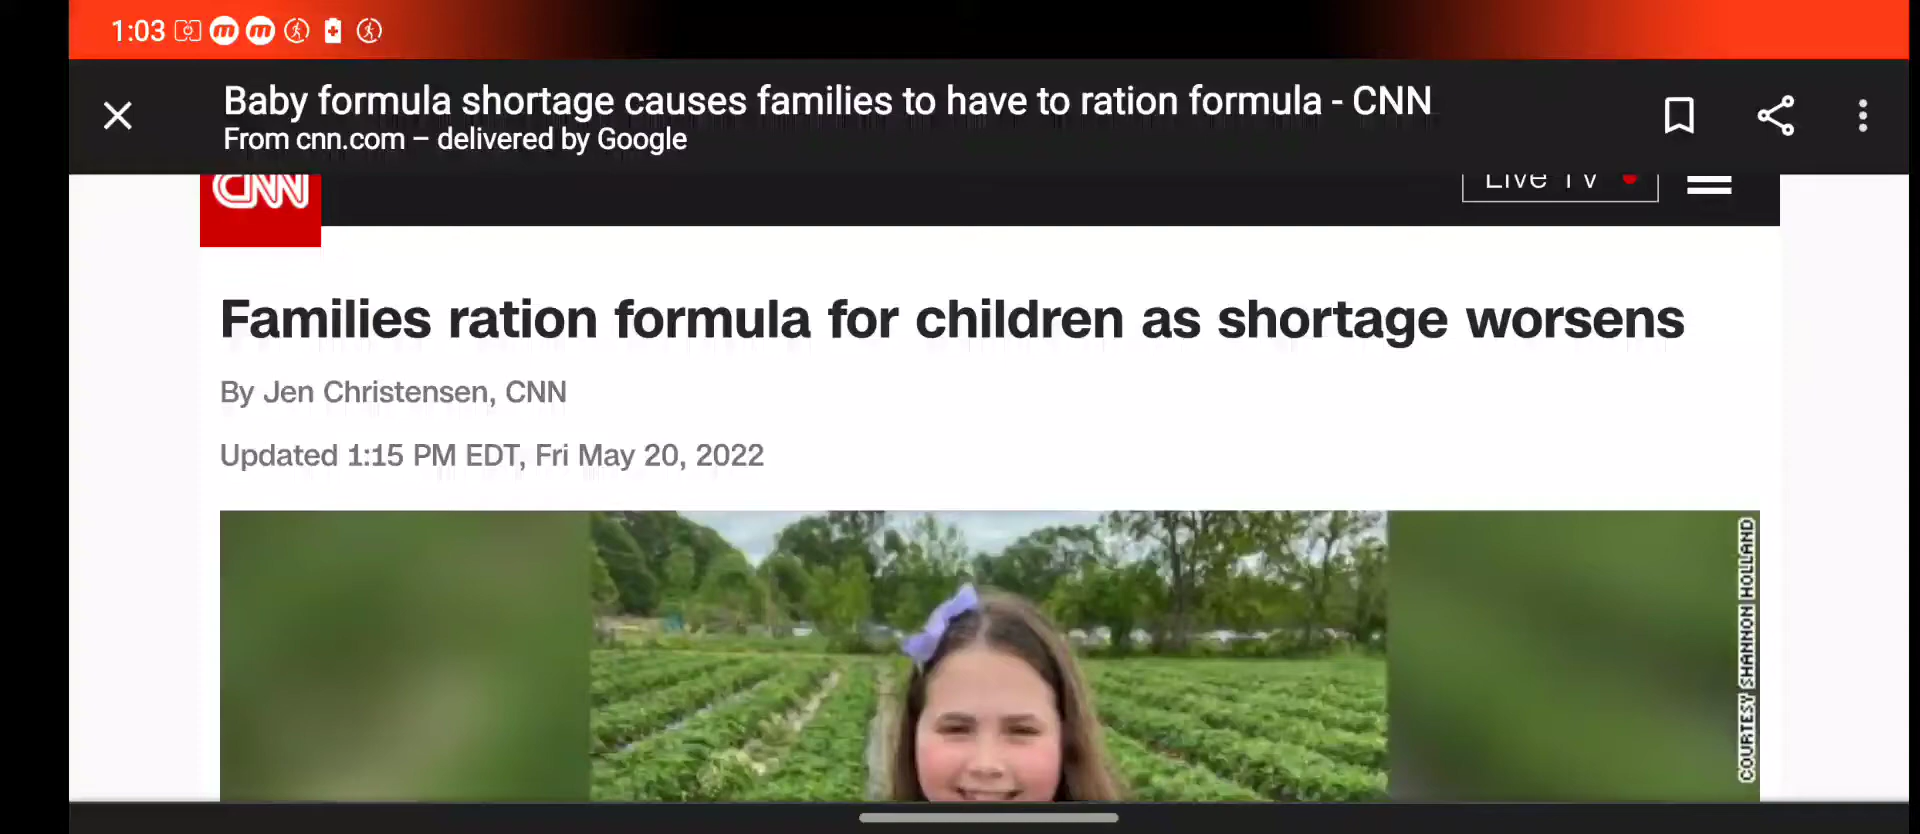 1:03
Baby formula shortage causes families to have to ration formula - CNN
From cnn.com – delivered by Google
CNN
Live TV
Families ration formula for children as shortage worsens
By Jen Christensen, CNN
Updated 1:15 PM EDT, Fri May 20, 2022
COURTESY SHANNON HOLLAND